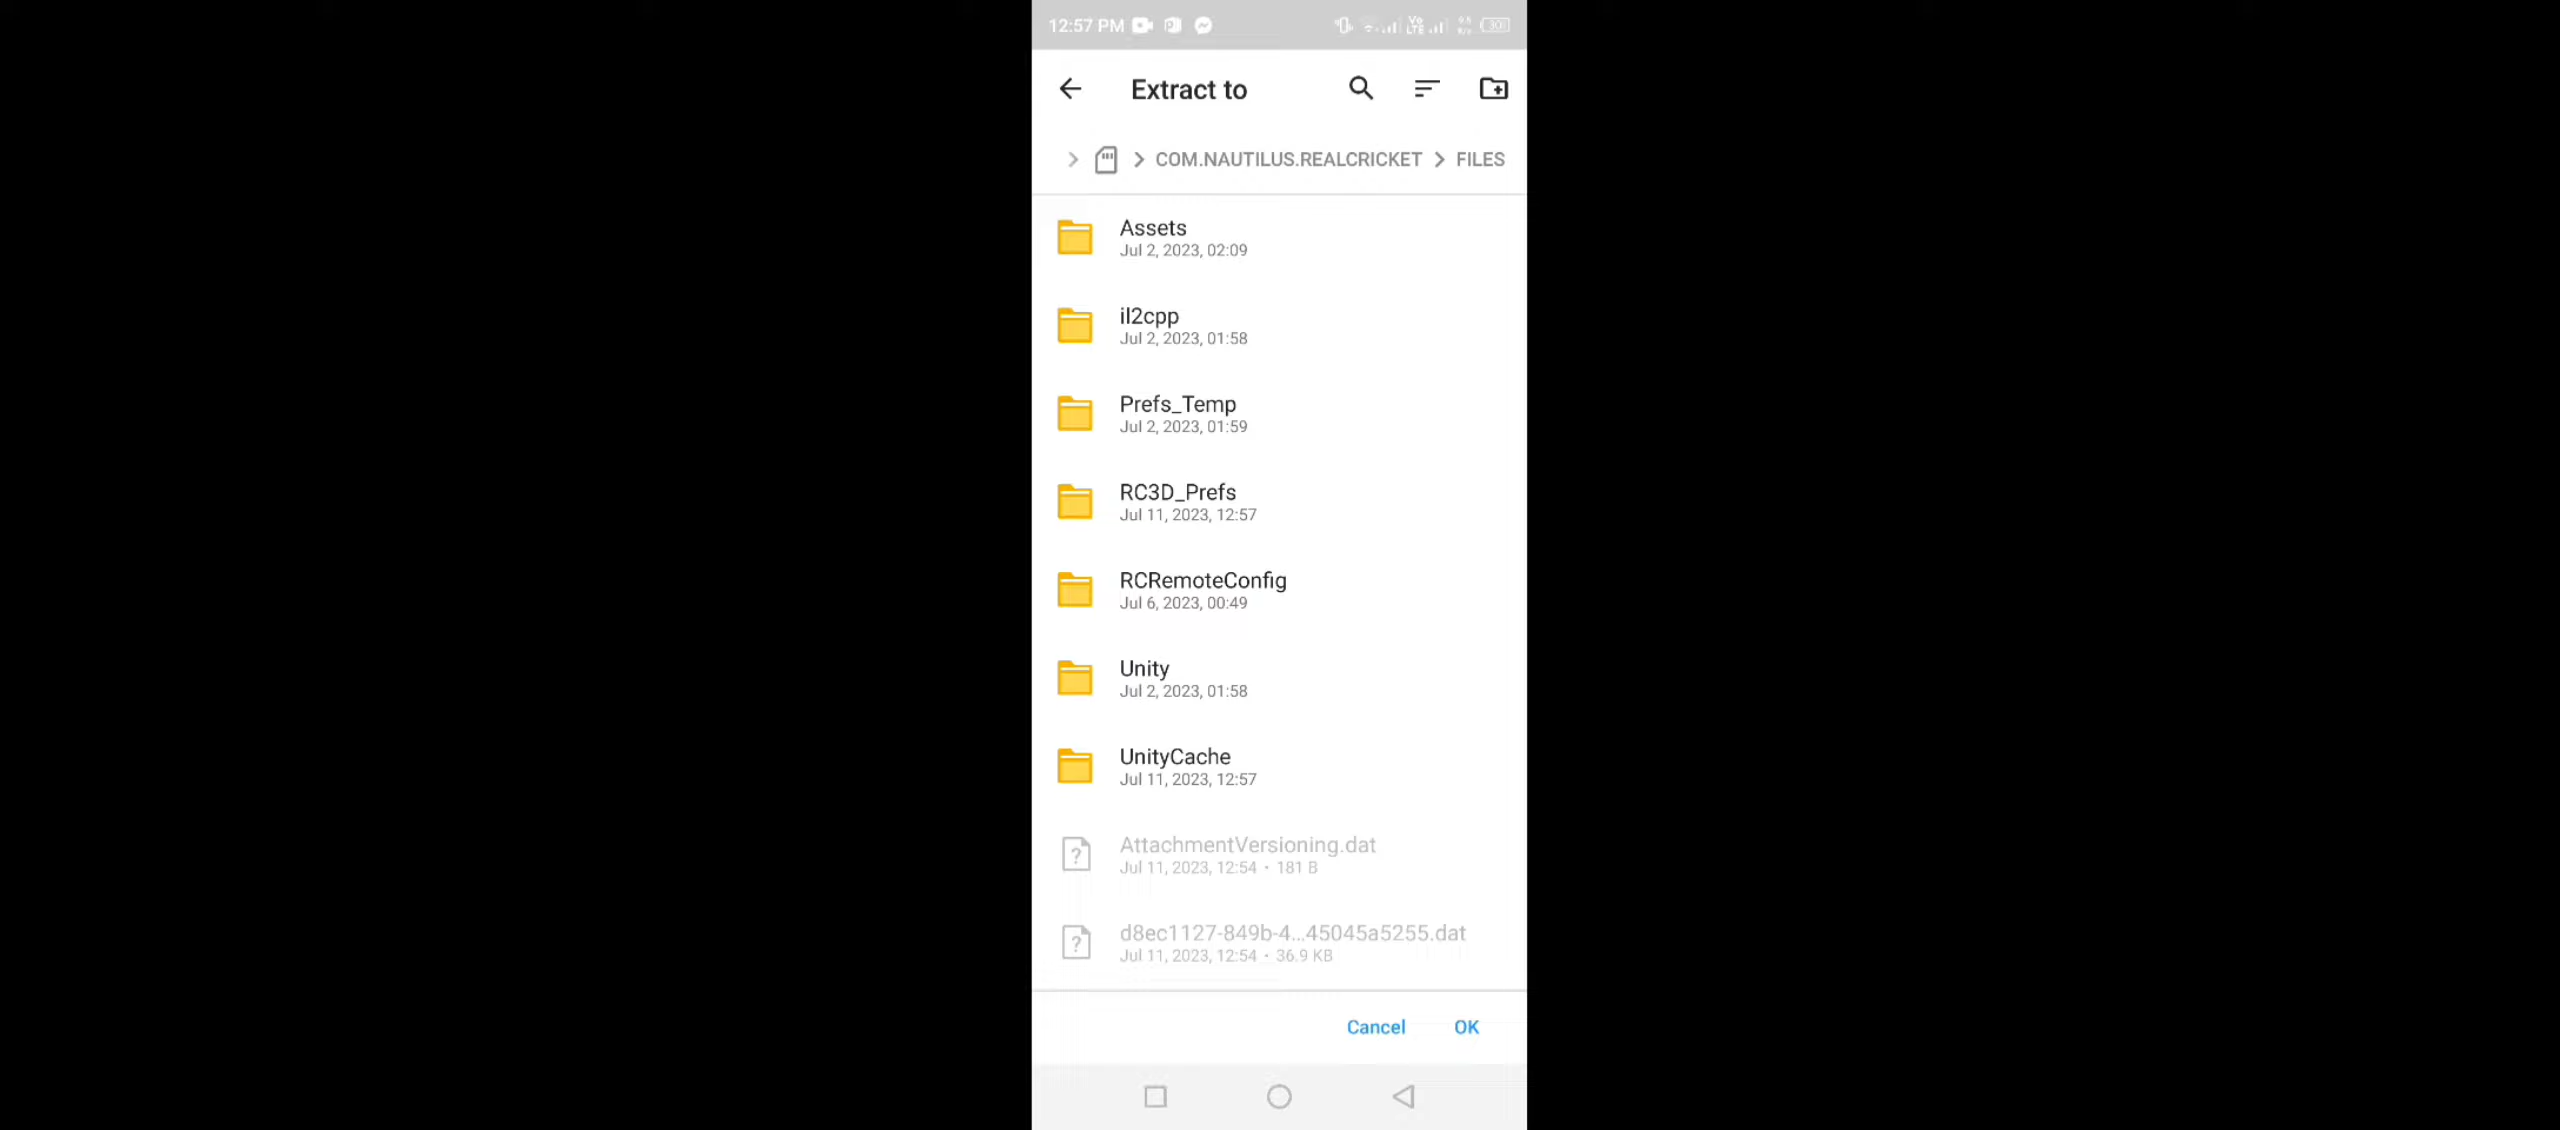 12:57 PM
Extract to
COM.NAUTILUS.REALCRICKET FILES
Assets
Jul 2, 2023, 02:09
il2cpp
Jul 2, 2023, 01:58
Prefs_Temp
Jul 2, 2023, 01:59
RC3D_Prefs
Jul 11, 2023, 12:57
RCRemoteConfig
Jul 6, 2023, 00:49
Unity
Jul 2, 2023, 01:58
UnityCache
Jul 11, 2023, 12:57
AttachmentVersioning.dat
Jul 11, 2023, 12:54 • 181 B
d8ec1127-849b-4...45045a5255.dat
Jul 11, 2023, 12:54 • 36.9 KB
Cancel OK